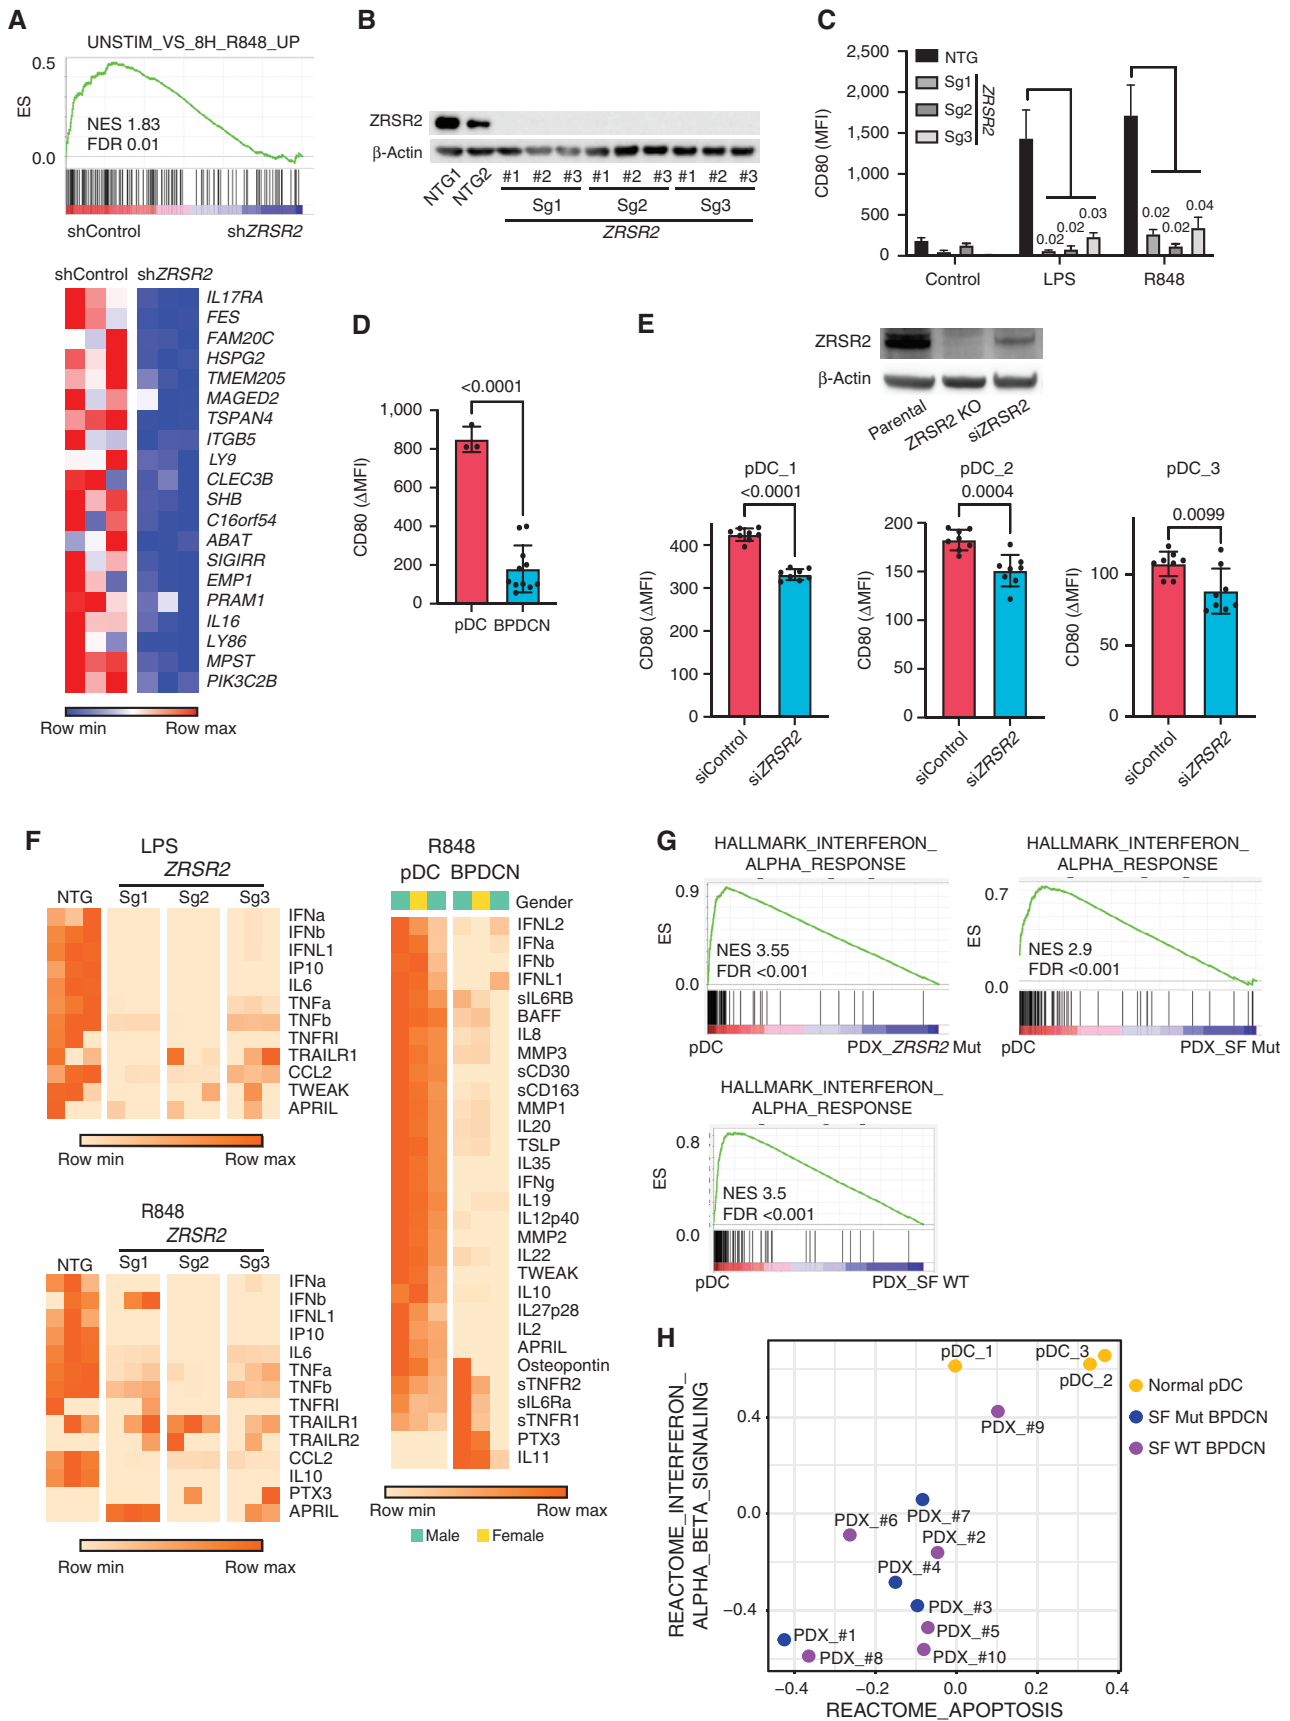 A
UNSTIM_VS_8H_R848_UP
0.5
ES
NES 1.83
FDR 0.01
0.0
shControl shZRSR2
shControl shZRSR2
IL17RA
FES
FAM20C
HSPG2
TMEM205
MAGED2
TSPAN4
ITGB5
LY9
CLEC3B
SHB
C16orf54
ABAT
SIGIRR
EMP1
PRAM1
IL16
LY86
MPST
PIK3C2B
Row min Row max
B
ZRSR2
β-Actin
NTG1 NTG2 #1 #2 #3 #1 #2 #3 #1 #2 #3
Sg1 Sg2 Sg3
ZRSR2
C
CD80 (MFI)
2,500
2,000
1,500
1,000
500
0
NTG
Sg1
Sg2
Sg3
ZRSR2
0.02 0.02 0.03
0.02 0.02 0.04
Control LPS R848
D
<0.0001
CD80 (ΔMFI)
1,000
800
600
400
200
0
pDC BPDCN
E
ZRSR2
β-Actin
Parental ZRSR2 KO siZRSR2
pDC_1
<0.0001
CD80 (ΔMFI)
400
300
200
100
0
siControl siZRSR2
pDC_2
0.0004
CD80 (ΔMFI)
200
150
100
50
0
siControl siZRSR2
pDC_3
0.0099
CD80 (ΔMFI)
100
50
0
siControl siZRSR2
F
LPS
ZRSR2
NTG Sg1 Sg2 Sg3
IFNa
IFNb
IFNL1
IP10
IL6
TNFa
TNFb
TNFRI
TRAILR1
CCL2
TWEAK
APRIL
Row min Row max
R848
ZRSR2
NTG Sg1 Sg2 Sg3
IFNa
IFNb
IFNL1
IP10
IL6
TNFa
TNFb
TNFRI
TRAILR1
TRAILR2
CCL2
IL10
PTX3
APRIL
Row min Row max
R848
pDC BPDCN
Gender
IFNL2
IFNa
IFNb
IFNL1
sIL6RB
BAFF
IL8
MMP3
sCD30
sCD163
MMP1
IL20
TSLP
IL35
IFNg
IL19
IL12p40
MMP2
IL22
TWEAK
IL10
IL27p28
IL2
APRIL
Osteopontin
sTNFR2
sIL6Ra
sTNFR1
PTX3
IL11
Row min Row max
Male Female
G
HALLMARK_INTERFERON_
ALPHA_RESPONSE
0.9
ES
NES 3.55
FDR <0.001
0.0
pDC PDX_ZRSR2 Mut
HALLMARK_INTERFERON_
ALPHA_RESPONSE
0.7
ES
NES 2.9
FDR <0.001
0.0
pDC PDX_SF Mut
HALLMARK_INTERFERON_
ALPHA_RESPONSE
0.8
ES
NES 3.5
FDR <0.001
0.0
pDC PDX_SF WT
H
REACTOME_INTERFERON_
ALPHA_BETA_SIGNALING
0.4
0.0
−0.4
pDC_1
pDC_3
pDC_2
PDX_#9
PDX_#7
PDX_#6
PDX_#2
PDX_#4
PDX_#3
PDX_#5
PDX_#1
PDX_#10
PDX_#8
−0.4 −0.2 0.0 0.2 0.4
REACTOME_APOPTOSIS
Normal pDC
SF Mut BPDCN
SF WT BPDCN